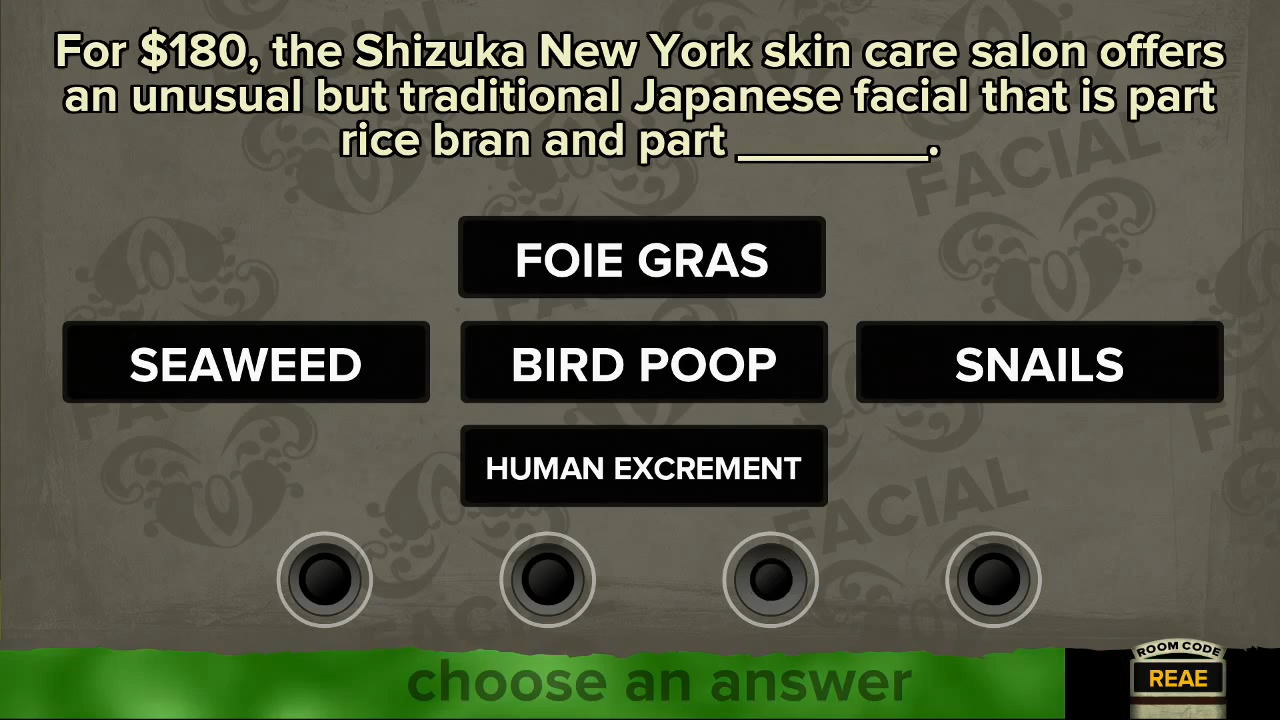 For $180, the Shizuka New York skin care salon offers
an unusual but traditional Japanese facial that is part
rice bran and part ________.
FOIE GRAS
SEAWEED
BIRD POOP
SNAILS
HUMAN EXCREMENT
FACIAL
FACIAL
choose an answer
ROOM CODE
REAE